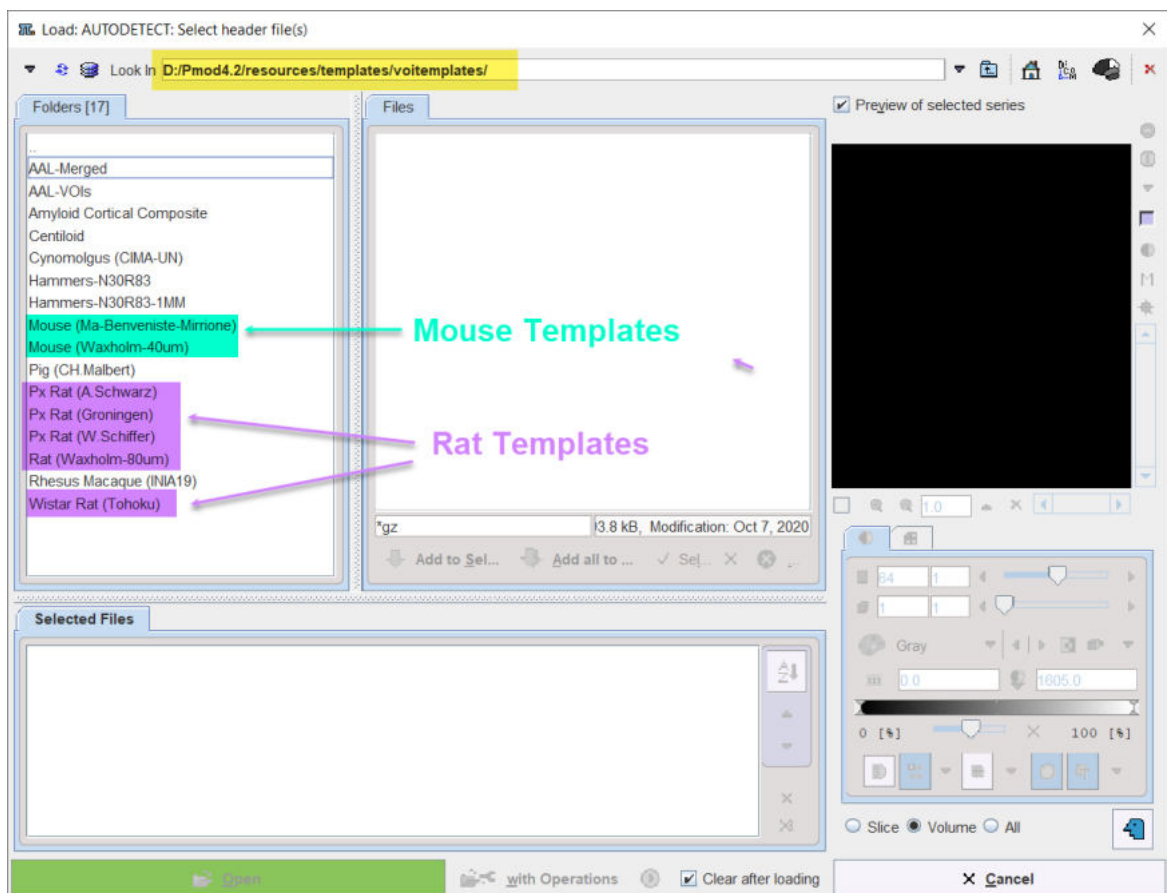 Load: AUTODETECT: Select header file(s)
Look In D:/Pmod4.2/resources/templates/voitemplates/
Folders [17]
Files
Preview of selected series
..
AAL-Merged
AAL-VOIs
Amyloid Cortical Composite
Centiloid
Cynomolgus (CIMA-UN)
Hammers-N30R83
Hammers-N30R83-1MM
Mouse (Ma-Benveniste-Mirrione)
Mouse (Waxholm-40um)
Pig (CH.Malbert)
Px Rat (A.Schwarz)
Px Rat (Groningen)
Px Rat (W.Schiffer)
Rat (Waxholm-80um)
Rhesus Macaque (INIA19)
Wistar Rat (Tohoku)
Mouse Templates
Rat Templates
*gz
3.8 kB, Modification: Oct 7, 2020
Add to Sel...
Add all to ...
Sel...
1.0
64 1
1 1
Gray
0.0
1605.0
0 [%]
100 [%]
Selected Files
Slice
Volume
All
Open
with Operations
Clear after loading
Cancel